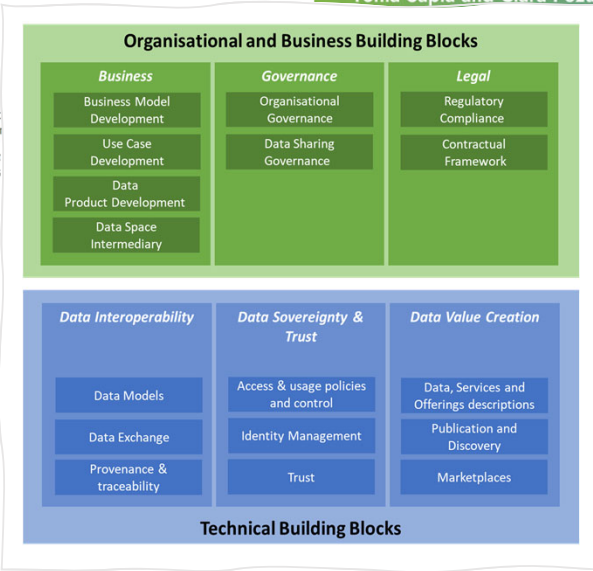 Organisational and Business Building Blocks
Business
Business Model
Development
Use Case
Development
Data
Product Development
Data Space
Intermediary
Governance
Organisational
Governance
Data Sharing
Governance
Legal
Regulatory
Compliance
Contractual
Framework
Data Interoperability
Data Models
Data Exchange
Provenance &
traceability
Data Sovereignty &
Trust
Access & usage policies
and control
Identity Management
Trust
Data Value Creation
Data, Services and
Offerings descriptions
Publication and
Discovery
Marketplaces
Technical Building Blocks